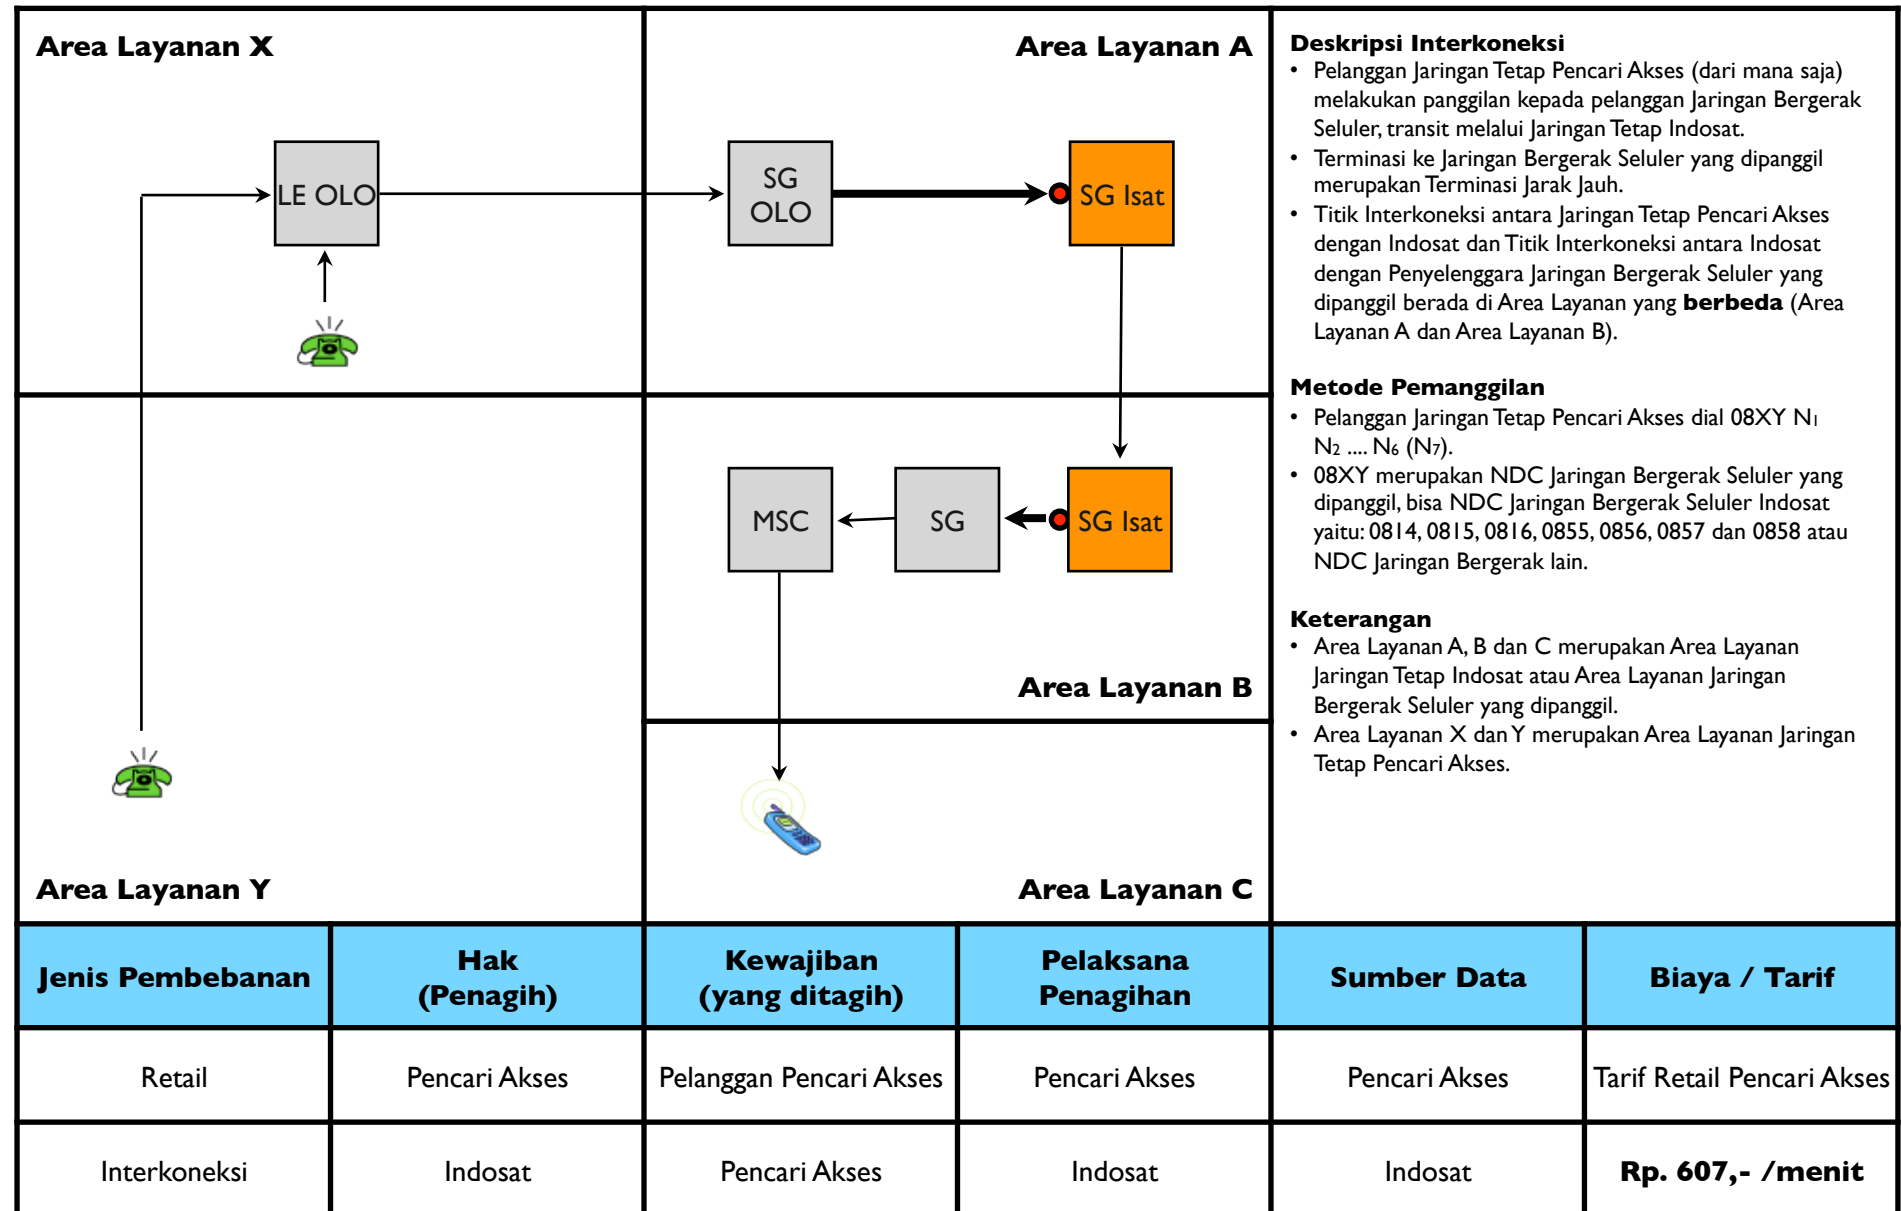 Area Layanan X
Area Layanan A
LE OLO
SG
OLO
SG Isat
MSC
SG
SG Isat
Area Layanan B
Area Layanan Y
Area Layanan C
Deskripsi Interkoneksi
• Pelanggan Jaringan Tetap Pencari Akses (dari mana saja)
melakukan panggilan kepada pelanggan Jaringan Bergerak
Seluler, transit melalui Jaringan Tetap Indosat.
• Terminasi ke Jaringan Bergerak Seluler yang dipanggil
merupakan Terminasi Jarak Jauh.
• Titik Interkoneksi antara Jaringan Tetap Pencari Akses
dengan Indosat dan Titik Interkoneksi antara Indosat
dengan Penyelenggara Jaringan Bergerak Seluler yang
dipanggil berada di Area Layanan yang berbeda (Area
Layanan A dan Area Layanan B).
Metode Pemanggilan
• Pelanggan Jaringan Tetap Pencari Akses dial 08XY N1
N2 .... N6 (N7).
• 08XY merupakan NDC Jaringan Bergerak Seluler yang
dipanggil, bisa NDC Jaringan Bergerak Seluler Indosat
yaitu: 0814, 0815, 0816, 0855, 0856, 0857 dan 0858 atau
NDC Jaringan Bergerak lain.
Keterangan
• Area Layanan A, B dan C merupakan Area Layanan
Jaringan Tetap Indosat atau Area Layanan Jaringan
Bergerak Seluler yang dipanggil.
• Area Layanan X dan Y merupakan Area Layanan Jaringan
Tetap Pencari Akses.
Jenis Pembebanan
Hak
(Penagih)
Kewajiban
(yang ditagih)
Pelaksana
Penagihan
Sumber Data
Biaya / Tarif
Retail
Pencari Akses
Pelanggan Pencari Akses
Pencari Akses
Pencari Akses
Tarif Retail Pencari Akses
Interkoneksi
Indosat
Pencari Akses
Indosat
Indosat
Rp. 607,- /menit